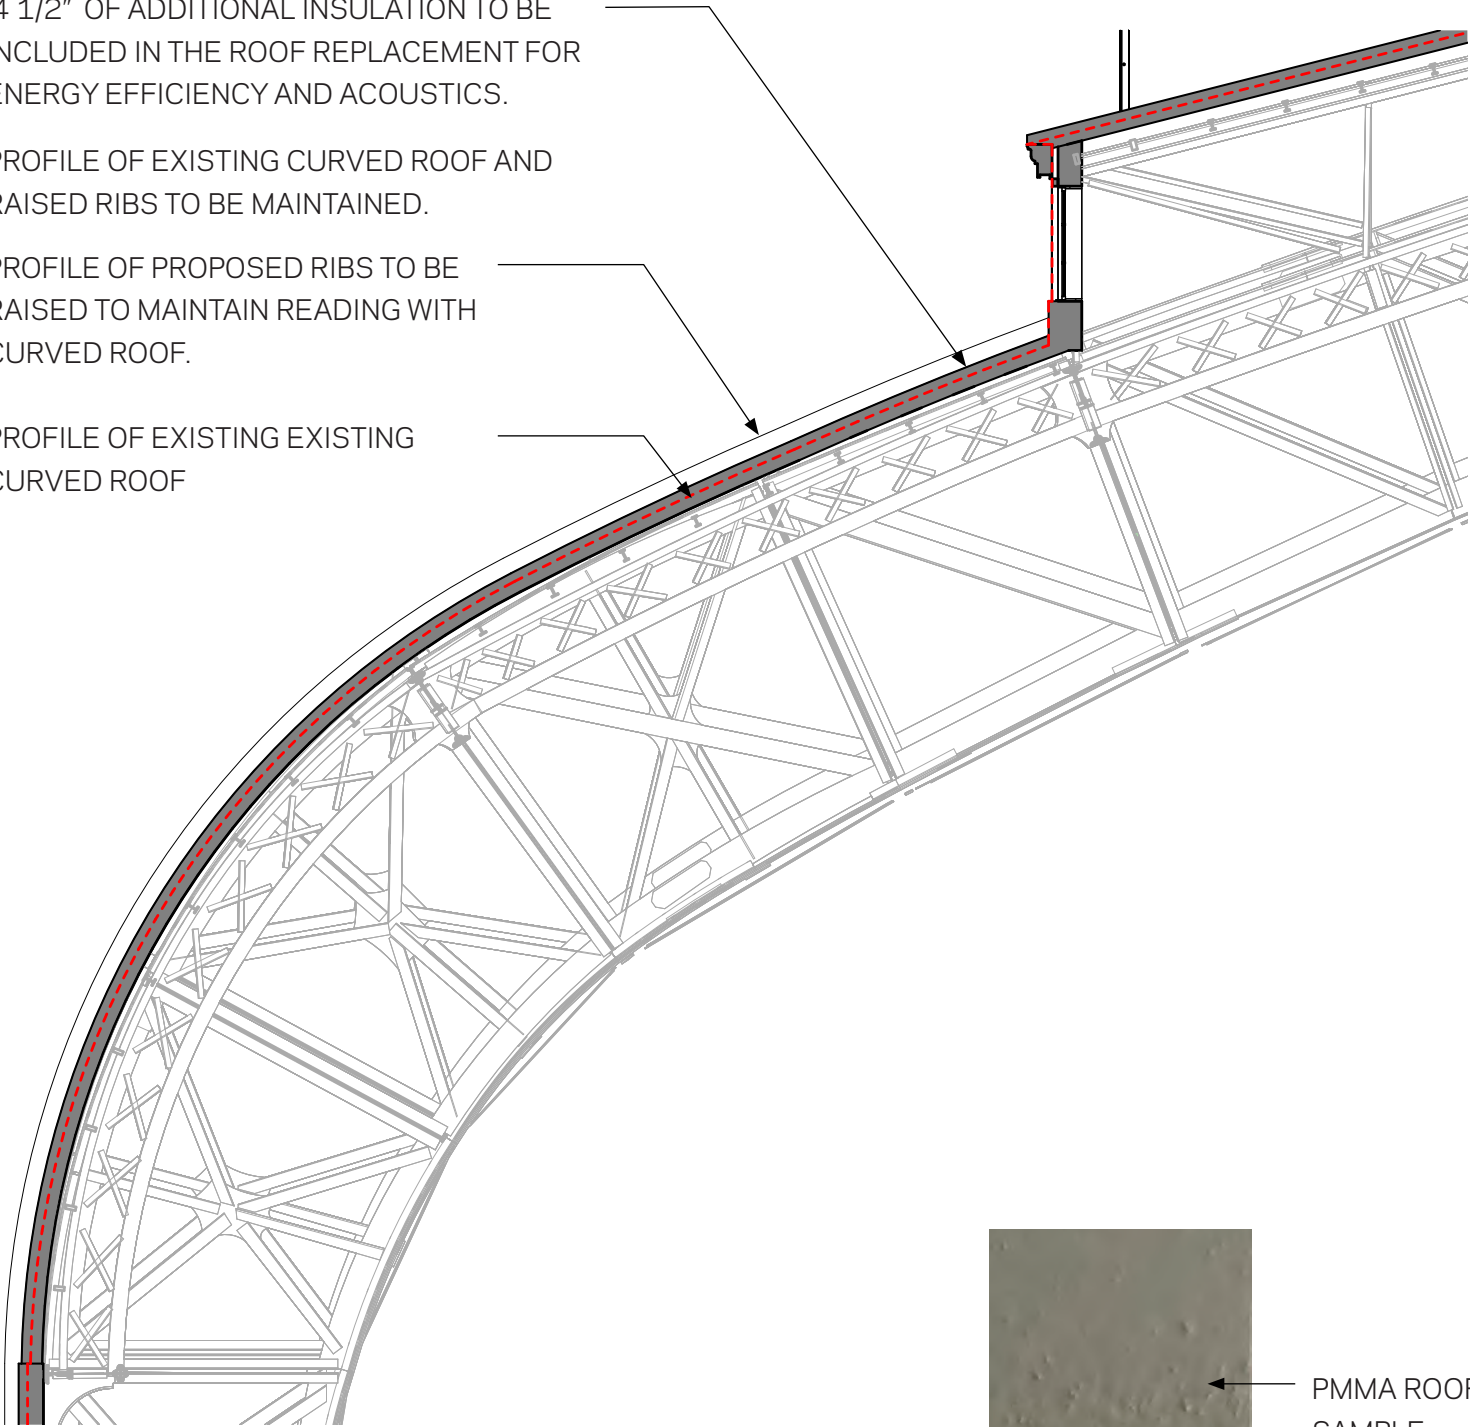 4 1/2" OF ADDITIONAL INSULATION TO BE
INCLUDED IN THE ROOF REPLACEMENT FOR
ENERGY EFFICIENCY AND ACOUSTICS.
PROFILE OF EXISTING CURVED ROOF AND
RAISED RIBS TO BE MAINTAINED.
PROFILE OF PROPOSED RIBS TO BE
RAISED TO MAINTAIN READING WITH
CURVED ROOF.
PROFILE OF EXISTING EXISTING
CURVED ROOF
PMMA ROOF
SAMPLE